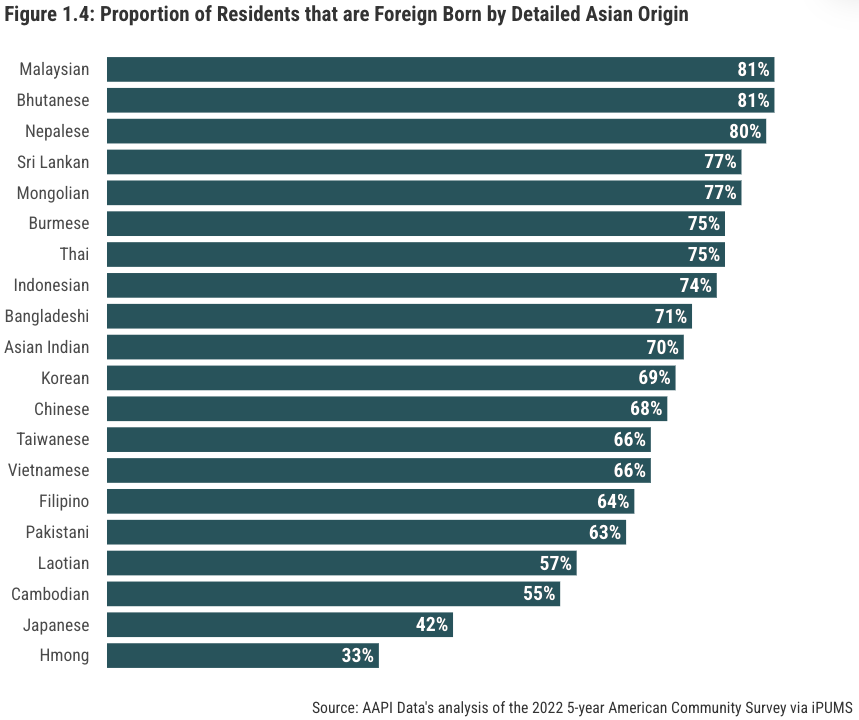 Figure 1.4: Proportion of Residents that are Foreign Born by Detailed Asian Origin
Malaysian 81%
Bhutanese 81%
Nepalese 80%
Sri Lankan 77%
Mongolian 77%
Burmese 75%
Thai 75%
Indonesian 74%
Bangladeshi 71%
Asian Indian 70%
Korean 69%
Chinese 68%
Taiwanese 66%
Vietnamese 66%
Filipino 64%
Pakistani 63%
Laotian 57%
Cambodian 55%
Japanese 42%
Hmong 33%
Source: AAPI Data's analysis of the 2022 5-year American Community Survey via iPUMS